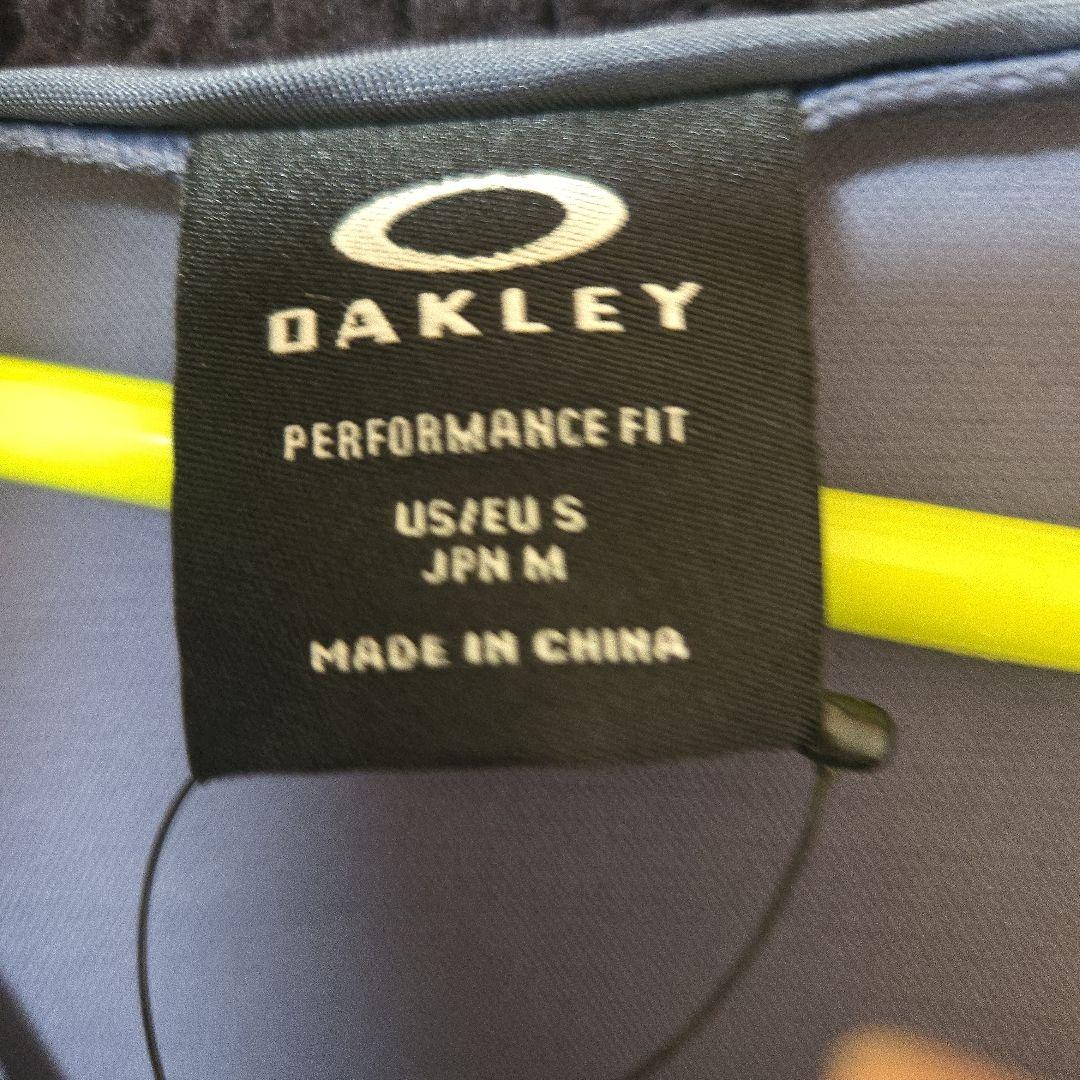 OAKLEY
PERFORMANCE FIT
US/EU S
JPN M
MADE IN CHINA